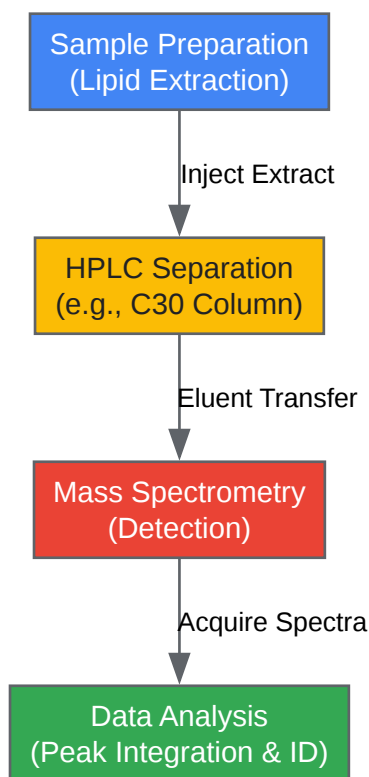 Sample Preparation
(Lipid Extraction)
Inject Extract
HPLC Separation
(e.g., C30 Column)
Eluent Transfer
Mass Spectrometry
(Detection)
Acquire Spectra
Data Analysis
(Peak Integration & ID)